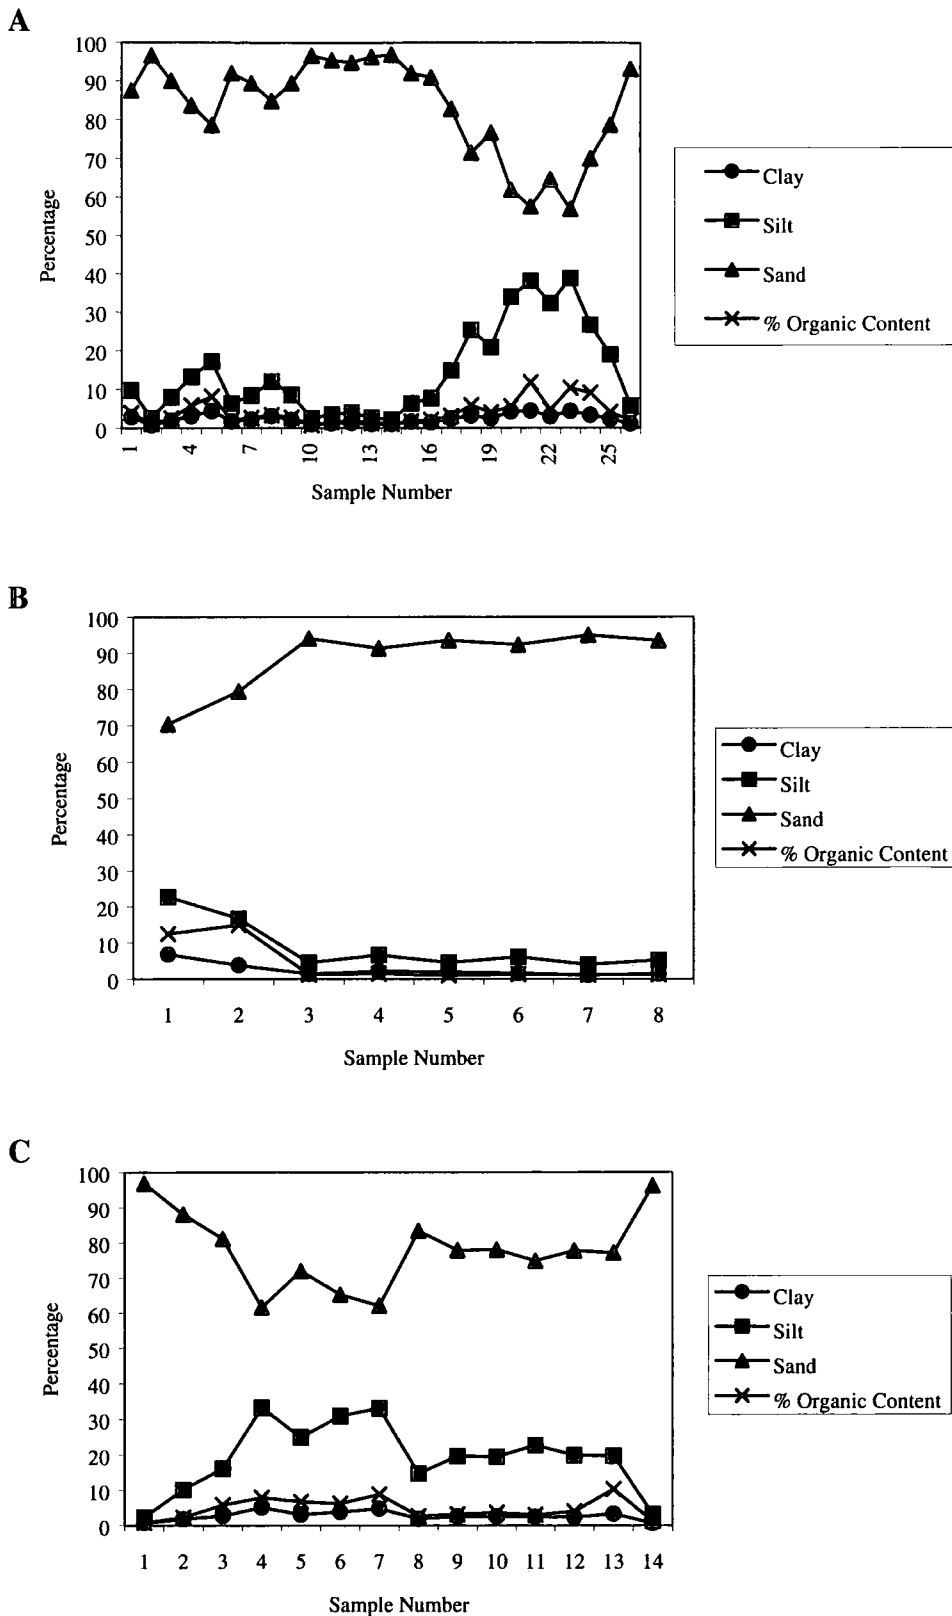 A
100
90
80
70
60
50
40
30
20
10
0
Percentage
1 4 7 10 13 16 19 22 25
Sample Number
Clay
Silt
Sand
% Organic Content
B
100
90
80
70
60
50
40
30
20
10
0
Percentage
1 2 3 4 5 6 7 8
Sample Number
Clay
Silt
Sand
% Organic Content
C
100
90
80
70
60
50
40
30
20
10
0
Percentage
1 2 3 4 5 6 7 8 9 10 11 12 13 14
Sample Number
Clay
Silt
Sand
% Organic Content